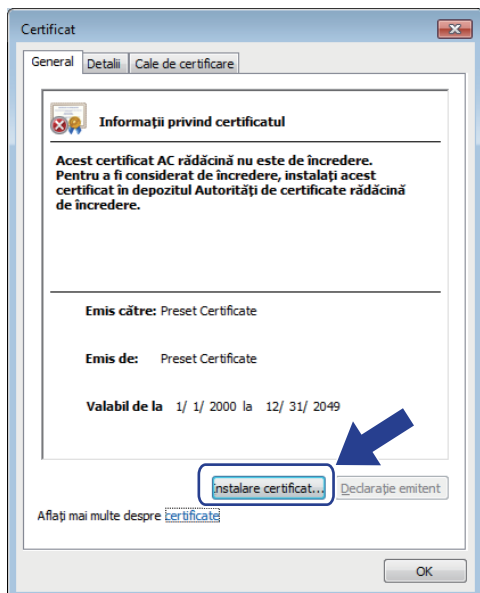 Certificat
General Detalii Cale de certificare
Informații privind certificatul
Acest certificat AC rădăcină nu este de încredere.
Pentru a fi considerat de încredere, instalați acest
certificat în depozitul Autorități de certificate rădăcină
de încredere.
Emis către: Preset Certificate
Emis de: Preset Certificate
Valabil de la 1/ 1/ 2000 la 12/ 31/ 2049
Instalare certificat... Declarație emitent
Aflați mai multe despre certificate
OK